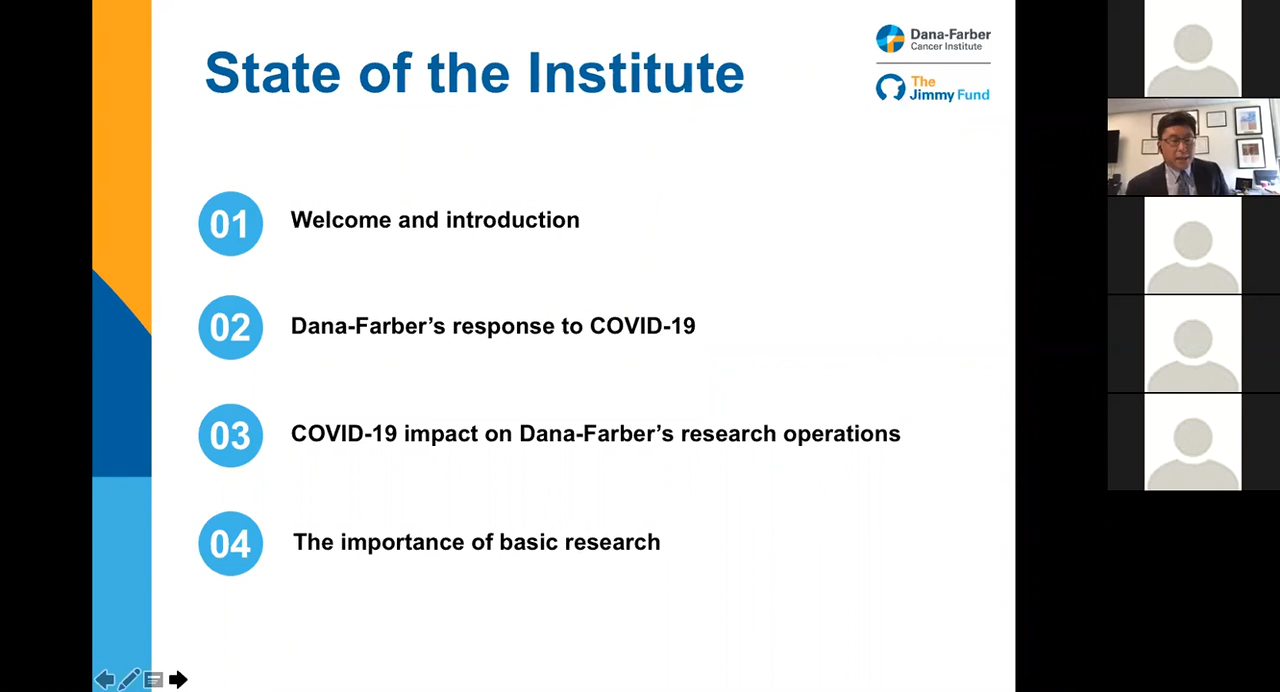 State of the Institute
Dana-Farber
Cancer Institute
The
Jimmy Fund
01
Welcome and introduction
02
Dana-Farber’s response to COVID-19
03
COVID-19 impact on Dana-Farber’s research operations
04
The importance of basic research